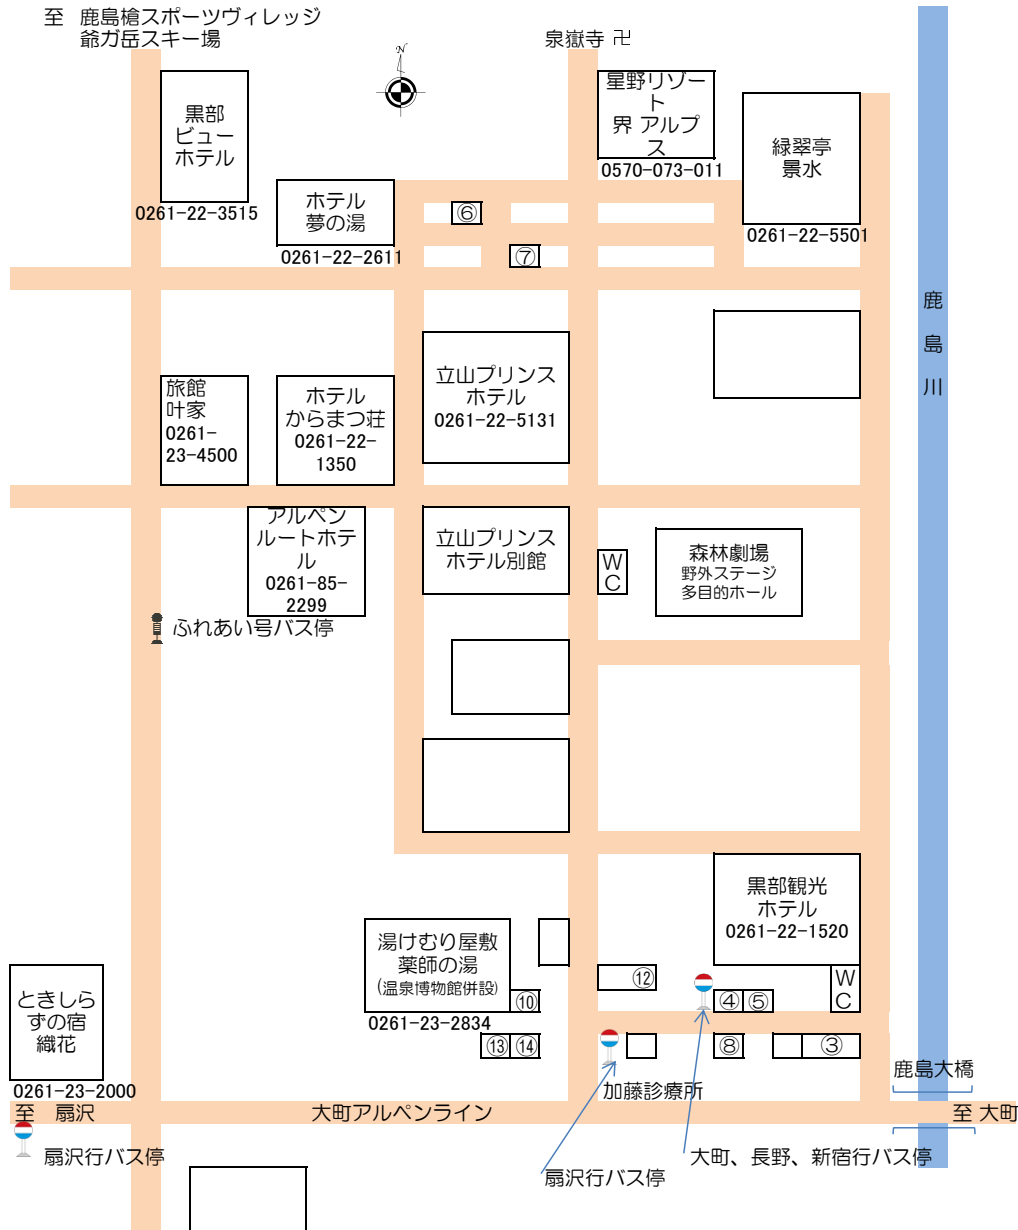 至 鹿島槍スポーツヴィレッジ
爺ガ岳スキー場
泉嶽寺 卍
N
黒部
ビュー
ホテル
0261-22-3515
ホテル
夢の湯
0261-22-2611
⑥
⑦
星野リゾー
ト
界 アルプ
ス
0570-073-011
緑翠亭
景水
0261-22-5501
鹿
島
川
旅館
叶家
0261-
23-4500
ホテル
からまつ荘
0261-22-
1350
立山プリンス
ホテル
0261-22-5131
アルペン
ルートホテ
ル
0261-85-
2299
立山プリンス
ホテル別館
W
C
森林劇場
野外ステージ
多目的ホール
ふれあい号バス停
黒部観光
ホテル
0261-22-1520
湯けむり屋敷
薬師の湯
(温泉博物館併設)
⑩
0261-23-2834
⑬⑭
⑫
④⑤
W
C
⑧
③
ときしら
ずの宿
織花
0261-23-2000
加藤診療所
鹿島大橋
至 扇沢
大町アルペンライン
至 大町
扇沢行バス停
扇沢行バス停
大町、長野、新宿行バス停